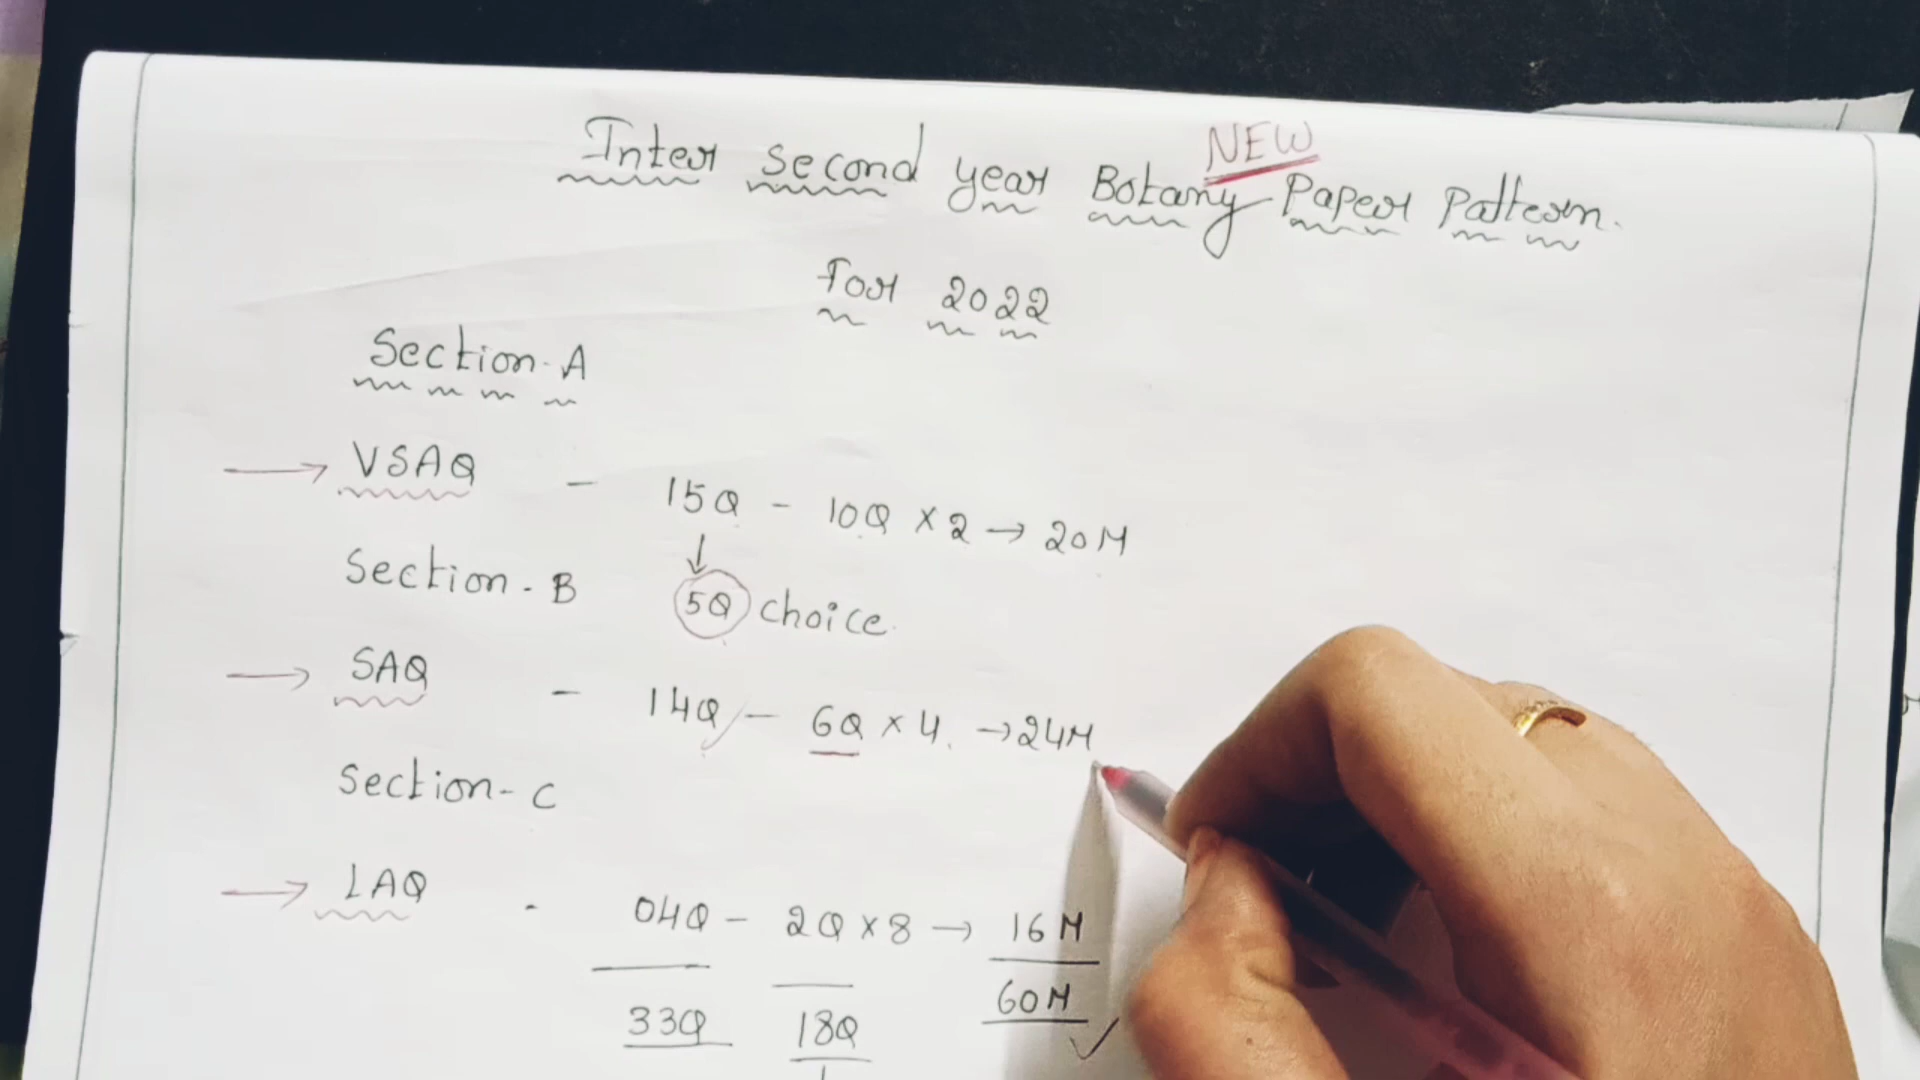 NEW
Inter second year Botany Paper Pattern.
For 2022
Section-A
VSAQ - 15Q - 10Q × 2 → 20M
↓
5Q choice.
Section-B
SAQ - 14Q - 6Q × 4. → 24M
Section-C
LAQ - 04Q - 2Q × 8 → 16M
33Q 18Q 60M